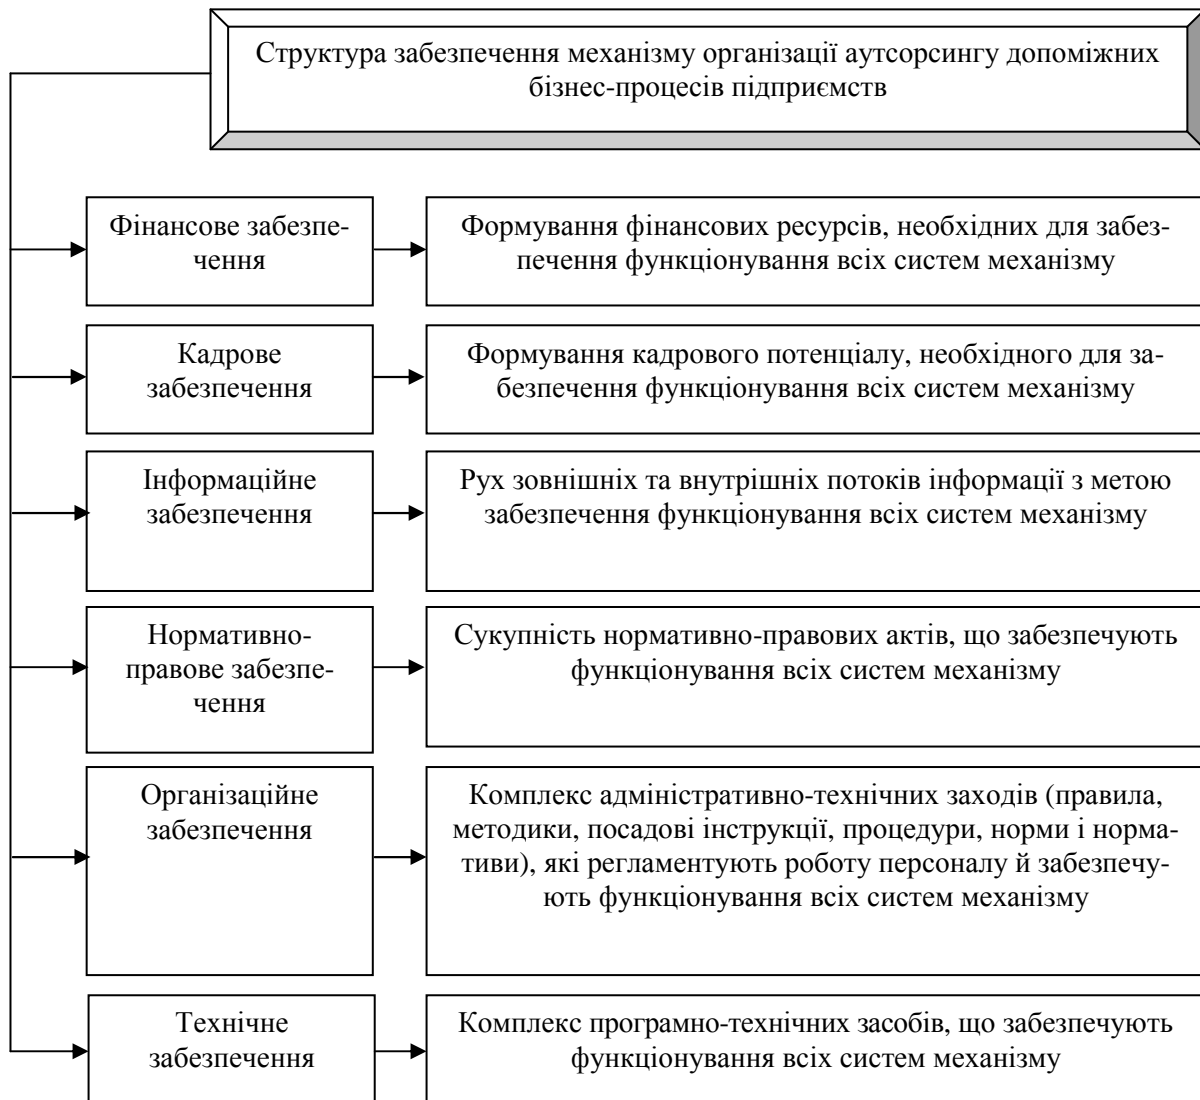 Структура забезпечення механізму організації аутсорсингу допоміжних
бізнес-процесів підприємств
Фінансове забезпе-
чення
Формування фінансових ресурсів, необхідних для забез-
печення функціонування всіх систем механізму
Кадрове
забезпечення
Формування кадрового потенціалу, необхідного для за-
безпечення функціонування всіх систем механізму
Інформаційне
забезпечення
Рух зовнішніх та внутрішніх потоків інформації з метою
забезпечення функціонування всіх систем механізму
Нормативно-
правове забезпе-
чення
Сукупність нормативно-правових актів, що забезпечують
функціонування всіх систем механізму
Організаційне
забезпечення
Комплекс адміністративно-технічних заходів (правила,
методики, посадові інструкції, процедури, норми і норма-
тиви), які регламентують роботу персоналу й забезпечу-
ють функціонування всіх систем механізму
Технічне
забезпечення
Комплекс програмно-технічних засобів, що забезпечують
функціонування всіх систем механізму